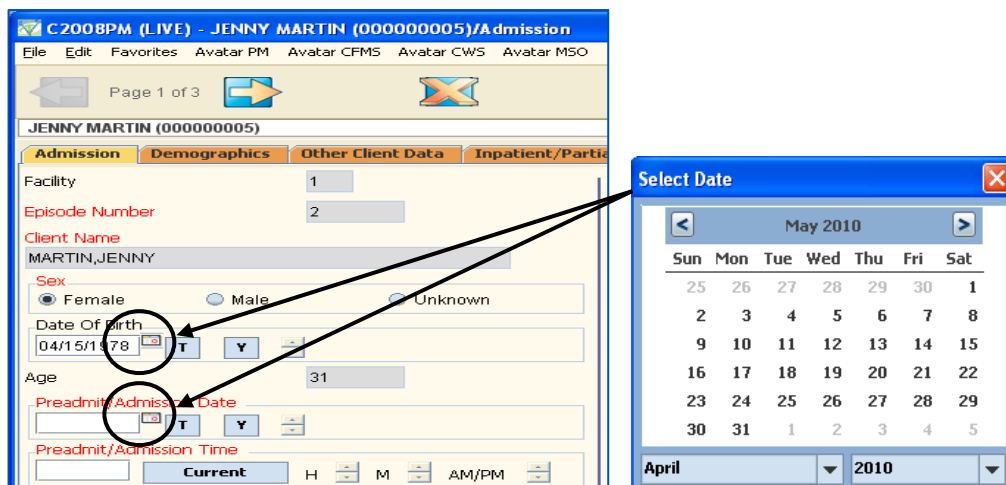 C2008PM (LIVE) - JENNY MARTIN (000000005)/Admission
File Edit Favorites Avatar PM Avatar CFMS Avatar CWS Avatar MSO
Page 1 of 3
JENNY MARTIN (000000005)
Admission Demographics Other Client Data Inpatient/Partia
Facility 1
Episode Number 2
Client Name
MARTIN,JENNY
Sex
Female Male Unknown
Date Of Birth
04/15/1978 T Y
Age 31
Preadmit/Admission Date
T Y
Preadmit/Admission Time
Current H M AM/PM
Select Date
< May 2010 >
Sun Mon Tue Wed Thu Fri Sat
25 26 27 28 29 30 1
2 3 4 5 6 7 8
9 10 11 12 13 14 15
16 17 18 19 20 21 22
23 24 25 26 27 28 29
30 31 1 2 3 4 5
April 2010